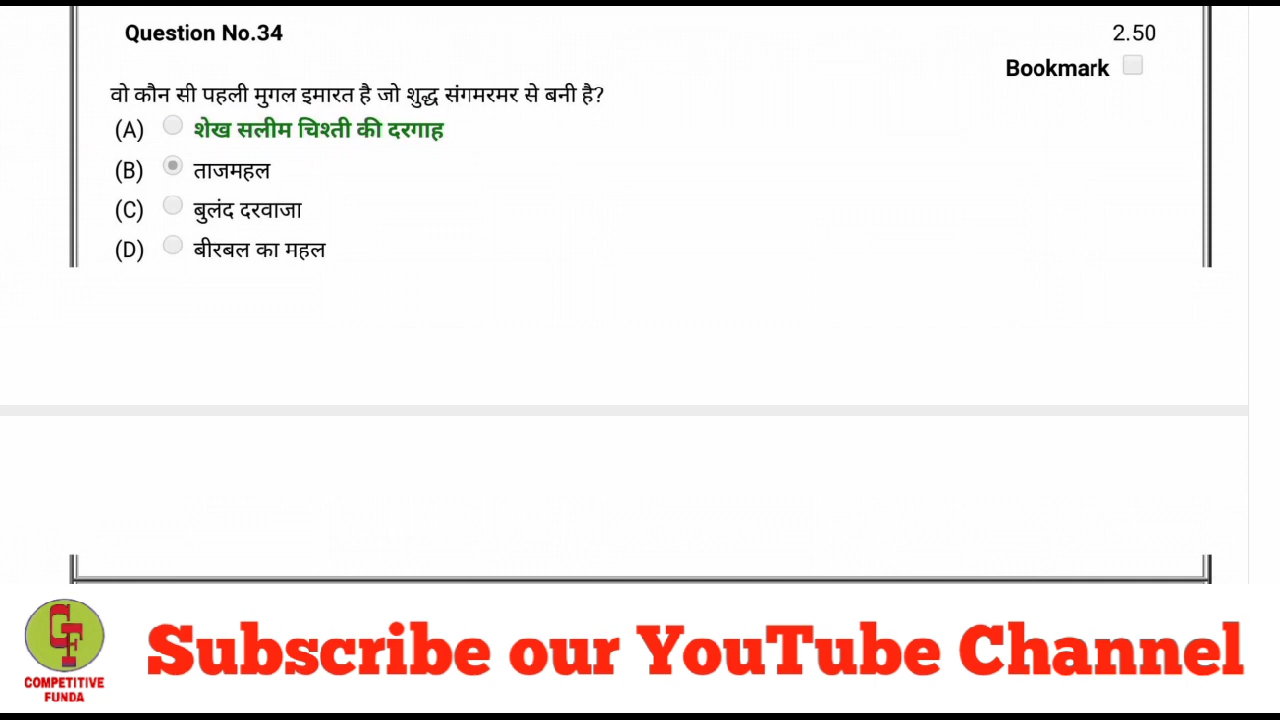 Question No.34 2.50
Bookmark
वो कौन सी पहली मुगल इमारत है जो शुद्ध संगमरमर से बनी है?
(A) शेख सलीम चिश्ती की दरगाह
(B) ताजमहल
(C) बुलंद दरवाजा
(D) बीरबल का महल
CF
Subscribe our YouTube Channel
COMPETITIVE
FUNDA